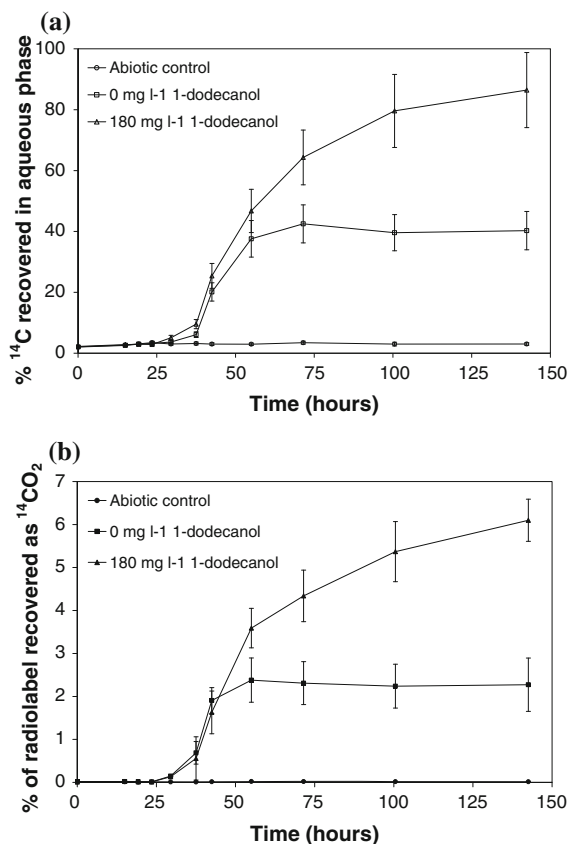 (a)
% ¹⁴C recovered in aqueous phase
100
80
60
40
20
0
Abiotic control
0 mg l-1 1-dodecanol
180 mg l-1 1-dodecanol
0 25 50 75 100 125 150
Time (hours)
(b)
% of radiolabel recovered as ¹⁴CO₂
7
6
5
4
3
2
1
0
Abiotic control
0 mg l-1 1-dodecanol
180 mg l-1 1-dodecanol
0 25 50 75 100 125 150
Time (hours)